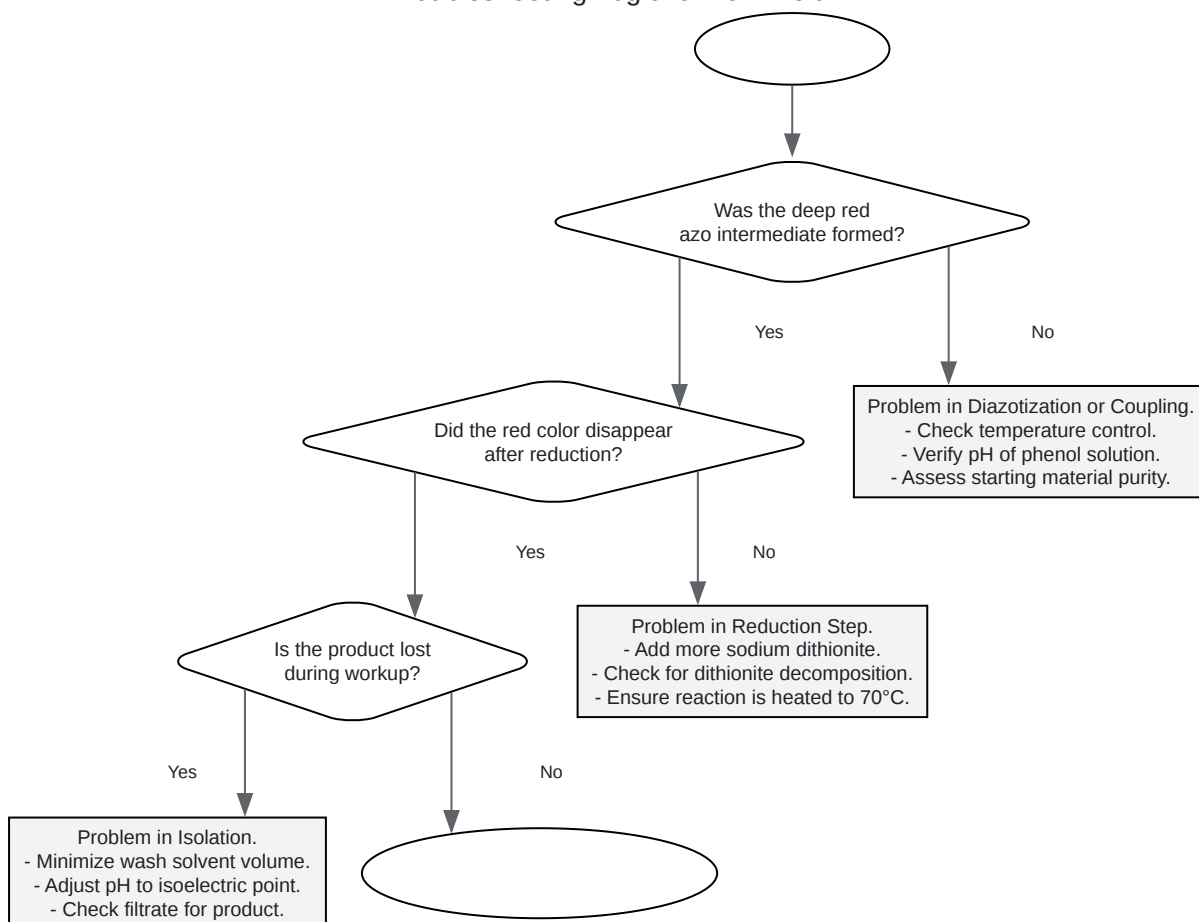 Was the deep red
azo intermediate formed?
Yes
No
Problem in Diazotization or Coupling.
- Check temperature control.
- Verify pH of phenol solution.
- Assess starting material purity.
Did the red color disappear
after reduction?
Yes
No
Problem in Reduction Step.
- Add more sodium dithionite.
- Check for dithionite decomposition.
- Ensure reaction is heated to 70°C.
Is the product lost
during workup?
Yes
No
Problem in Isolation.
- Minimize wash solvent volume.
- Adjust pH to isoelectric point.
- Check filtrate for product.